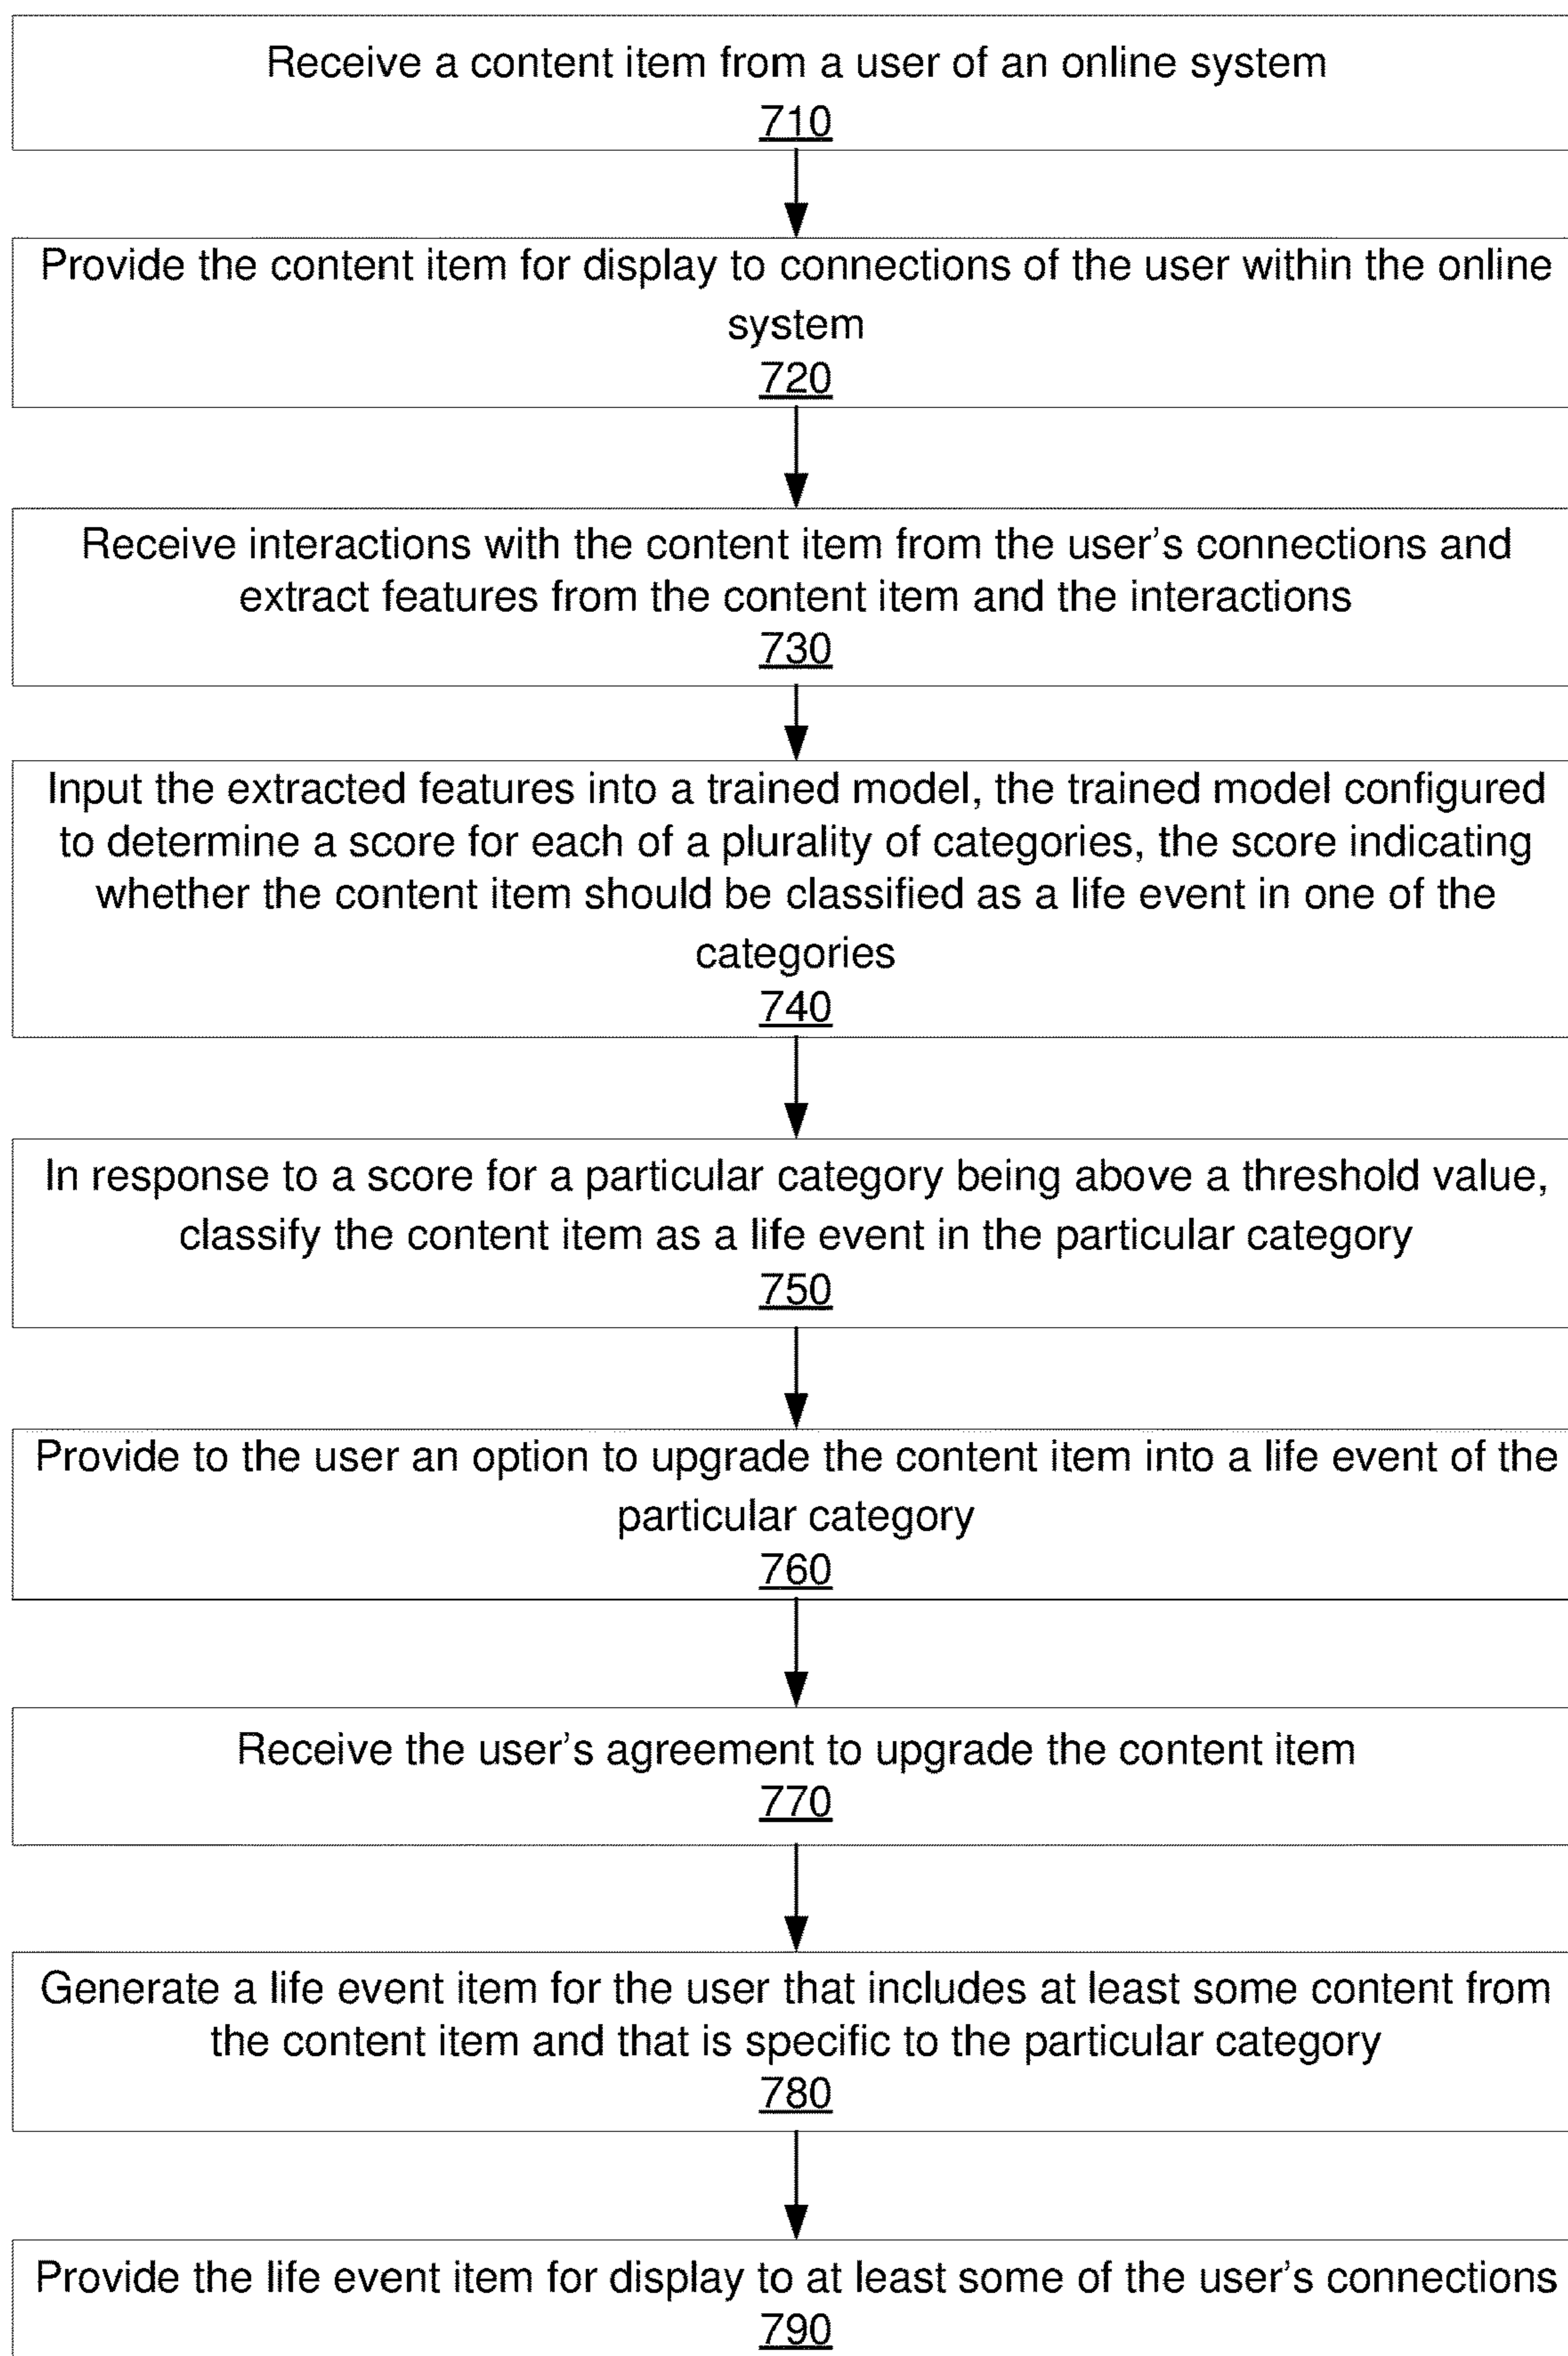 Receive a content item from a user of an online system
710
Provide the content item for display to connections of the user within the online
system
720
Receive interactions with the content item from the user's connections and
extract features from the content item and the interactions
730
Input the extracted features into a trained model, the trained model configured
to determine a score for each of a plurality of categories, the score indicating
whether the content item should be classified as a life event in one of the
categories
740
In response to a score for a particular category being above a threshold value,
classify the content item as a life event in the particular category
750
Provide to the user an option to upgrade the content item into a life event of the
particular category
760
Receive the user's agreement to upgrade the content item
770
Generate a life event item for the user that includes at least some content from
the content item and that is specific to the particular category
780
Provide the life event item for display to at least some of the user's connections
790